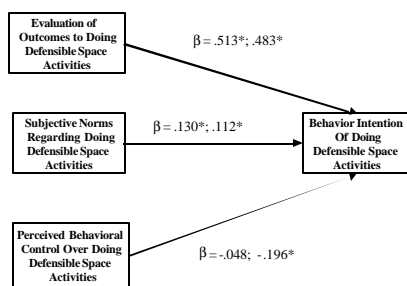 Evaluation of
Outcomes to Doing
Defensible Space
Activities
β = .513*; .483*
Subjective Norms
Regarding Doing
Defensible Space
Activities
β = .130*; .112*
Behavior Intention
Of Doing
Defensible Space
Activities
Perceived Behavioral
Control Over Doing
Defensible Space
Activities
β = -.048; -.196*